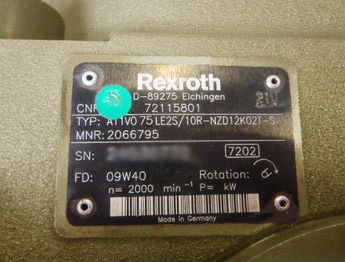 Rexroth
D-89275 Elchingen
CNR 72115801
TYP: A11VO 75 LE2S/10R-NZD12K02T-S
MNR: 2066795
SN: 7202
FD: 09W40 Rotation:
n= 2000 min⁻¹ P= kW
Made in Germany